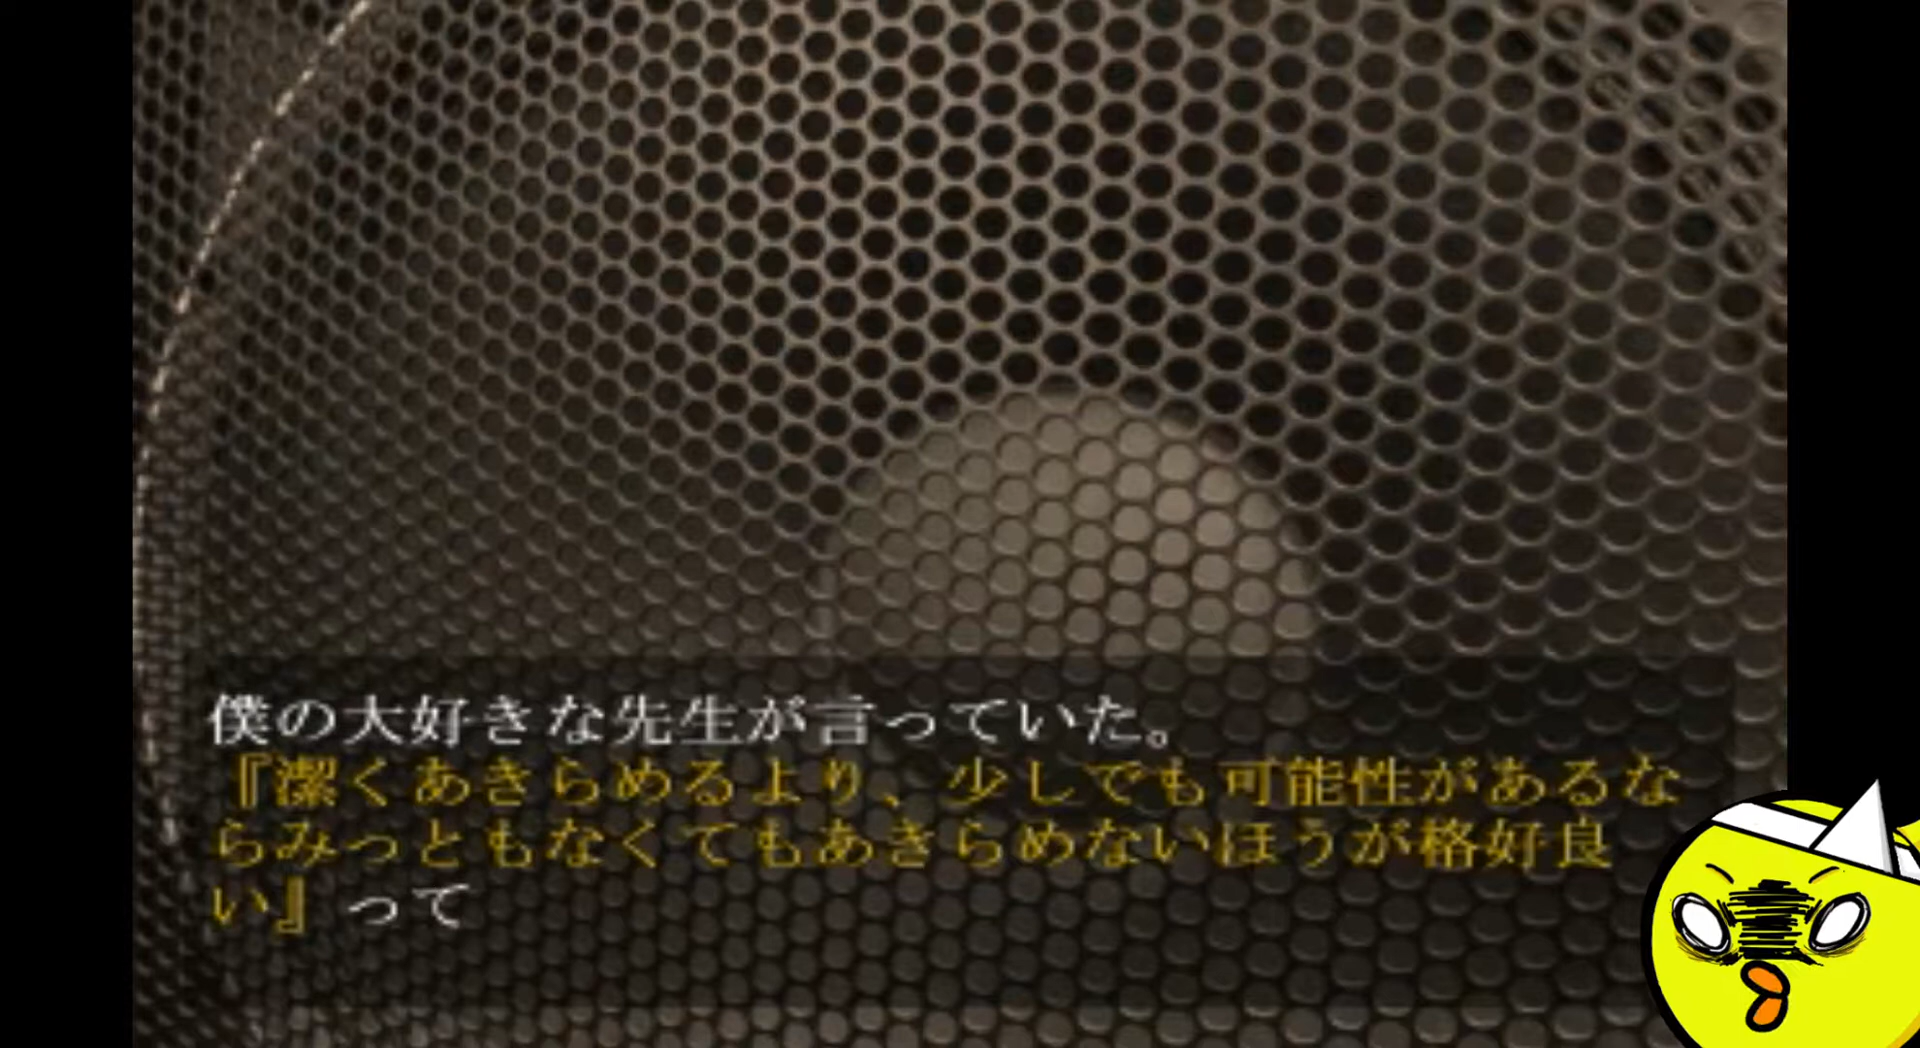 僕の大好きな先生が言っていた。
『潔くあきらめるより、少しでも可能性があるな
らみっともなくてもあきらめないほうが格好良
い』って